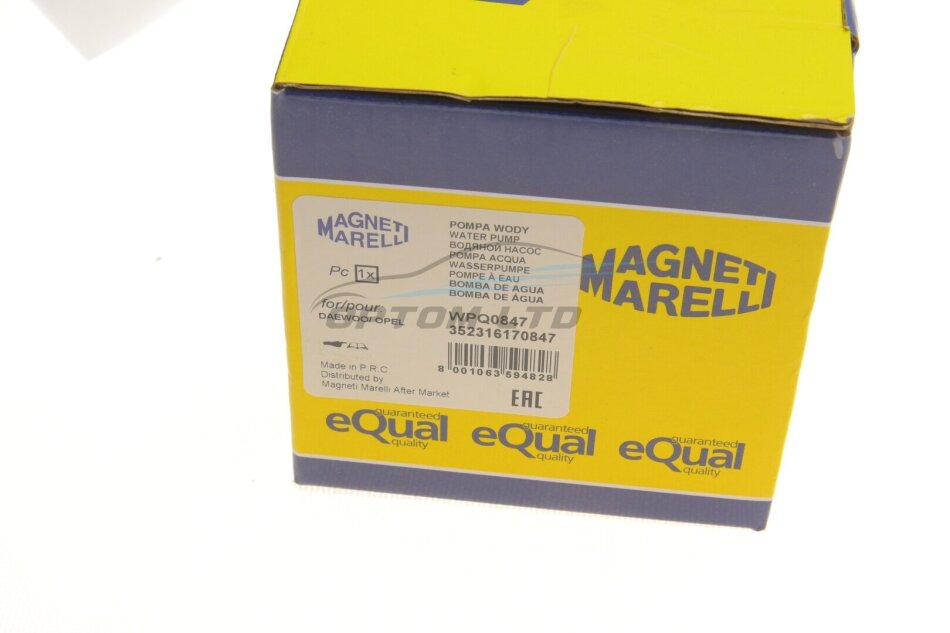 MAGNETI
MARELLI
Pc 1x
for/pour
DAEWOO/OPEL
Made in P.R.C
Distributed by
Magneti Marelli After Market
POMPA WODY
WATER PUMP
ВОДЯНОЙ НАСОС
POMPA ACQUA
WASSERPUMPE
POMPE À EAU
BOMBA DE AGUA
BOMBA DE ÁGUA
WPQ0847
352316170847
8 001063 594828
EAC
OPTOM LTD
MAGNETI
MARELLI
guaranteed
eQual
quality
guaranteed
eQual
quality
guaranteed
eQual
quality